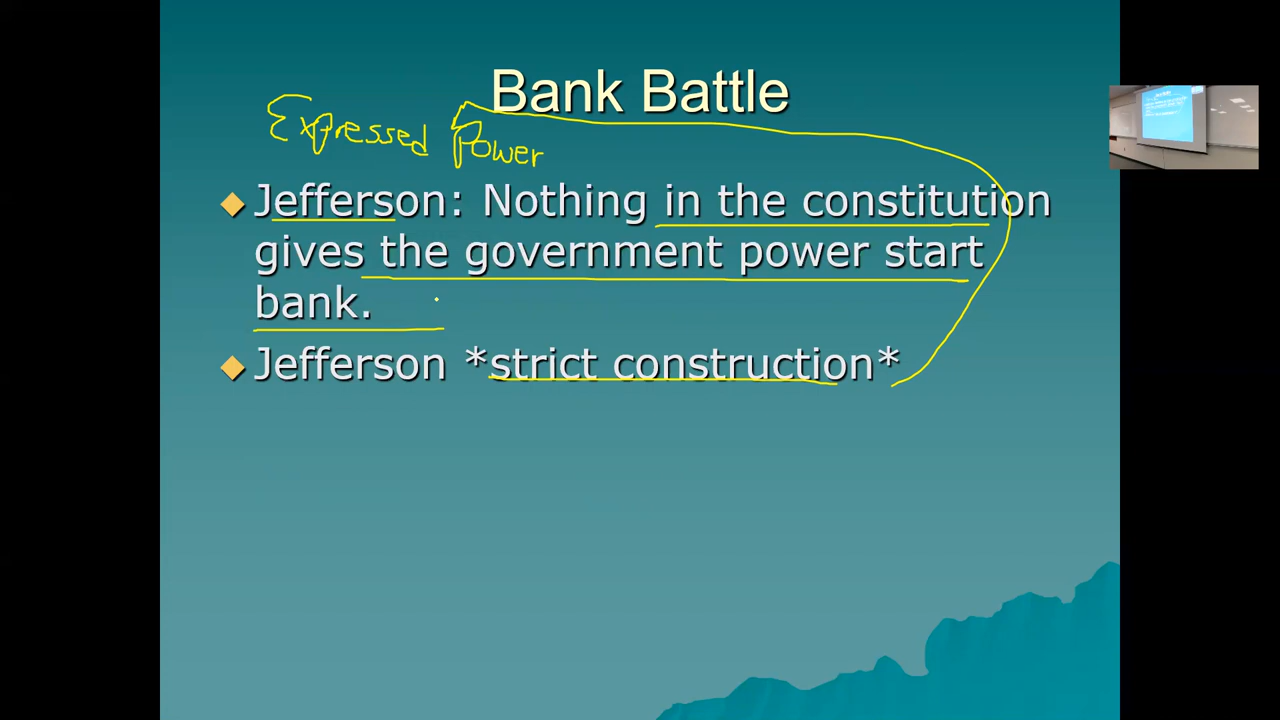 Bank Battle
Expressed Power
Jefferson: Nothing in the constitution
gives the government power start
bank.
Jefferson *strict construction*